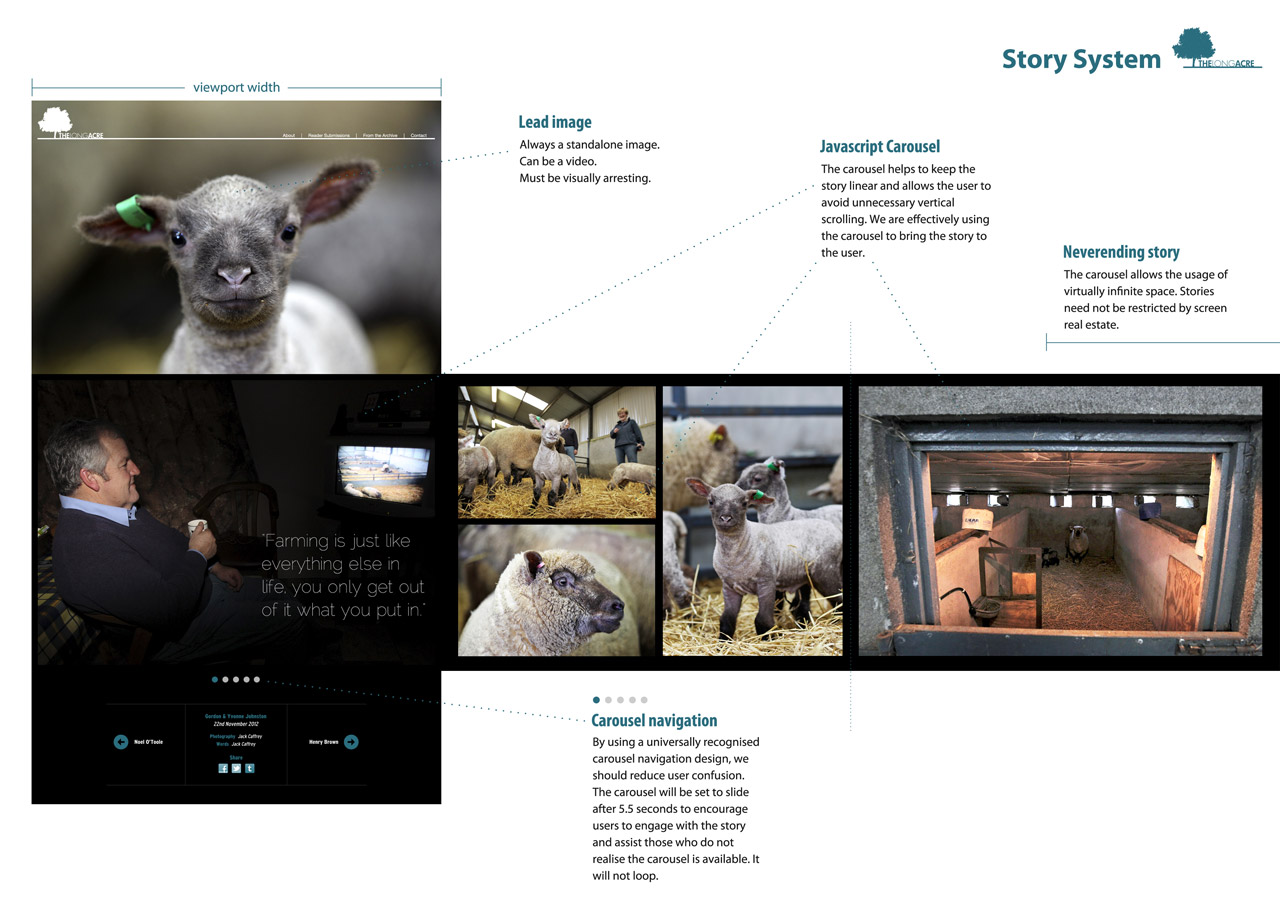 Story System
THELONGACRE
viewport width
THELONGACRE
About | Reader Submissions | From the Archive | Contact
Lead image
Always a standalone image.
Can be a video.
Must be visually arresting.
Javascript Carousel
The carousel helps to keep the
story linear and allows the user to
avoid unnecessary vertical
scrolling. We are effectively using
the carousel to bring the story to
the user.
Neverending story
The carousel allows the usage of
virtually infinite space. Stories
need not be restricted by screen
real estate.
"Farming is just like
everything else in
life, you only get out
of it what you put in."
Gordon & Yvonne Johnston
22nd November 2012
Photography Jack Caffrey
Words Jack Caffrey
Share
Noel O'Toole
Henry Brown
Carousel navigation
By using a universally recognised
carousel navigation design, we
should reduce user confusion.
The carousel will be set to slide
after 5.5 seconds to encourage
users to engage with the story
and assist those who do not
realise the carousel is available. It
will not loop.